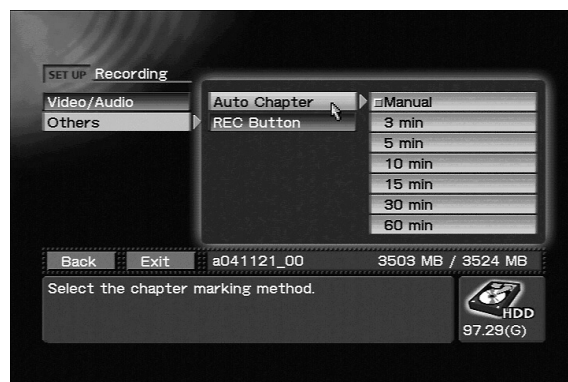 SET UP Recording
Video/Audio
Others
Auto Chapter
REC Button
Manual
3 min
5 min
10 min
15 min
30 min
60 min
Back Exit a041121_00 3503 MB / 3524 MB
Select the chapter marking method.
HDD
97.29(G)